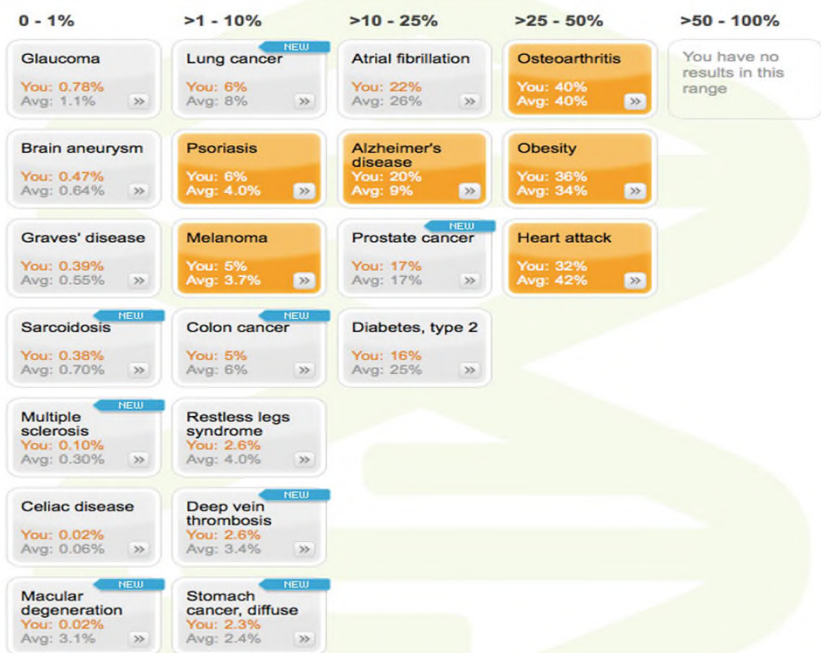 0 - 1%
>1 - 10%
>10 - 25%
>25 - 50%
>50 - 100%
Glaucoma
You: 0.78%
Avg: 1.1%
»
NEW
Lung cancer
You: 6%
Avg: 8%
»
Atrial fibrillation
You: 22%
Avg: 26%
»
Osteoarthritis
You: 40%
Avg: 40%
»
You have no
results in this
range
Brain aneurysm
You: 0.47%
Avg: 0.64%
»
Psoriasis
You: 6%
Avg: 4.0%
»
Alzheimer's
disease
You: 20%
Avg: 9%
»
Obesity
You: 36%
Avg: 34%
»
Graves' disease
You: 0.39%
Avg: 0.55%
»
Melanoma
You: 5%
Avg: 3.7%
»
NEW
Prostate cancer
You: 17%
Avg: 17%
»
Heart attack
You: 32%
Avg: 42%
»
NEW
Sarcoidosis
You: 0.38%
Avg: 0.70%
»
NEW
Colon cancer
You: 5%
Avg: 6%
»
Diabetes, type 2
You: 16%
Avg: 25%
»
NEW
Multiple
sclerosis
You: 0.10%
Avg: 0.30%
»
Restless legs
syndrome
You: 2.6%
Avg: 4.0%
»
Celiac disease
You: 0.02%
Avg: 0.06%
»
NEW
Deep vein
thrombosis
You: 2.6%
Avg: 3.4%
»
NEW
Macular
degeneration
You: 0.02%
Avg: 3.1%
»
NEW
Stomach
cancer, diffuse
You: 2.3%
Avg: 2.4%
»